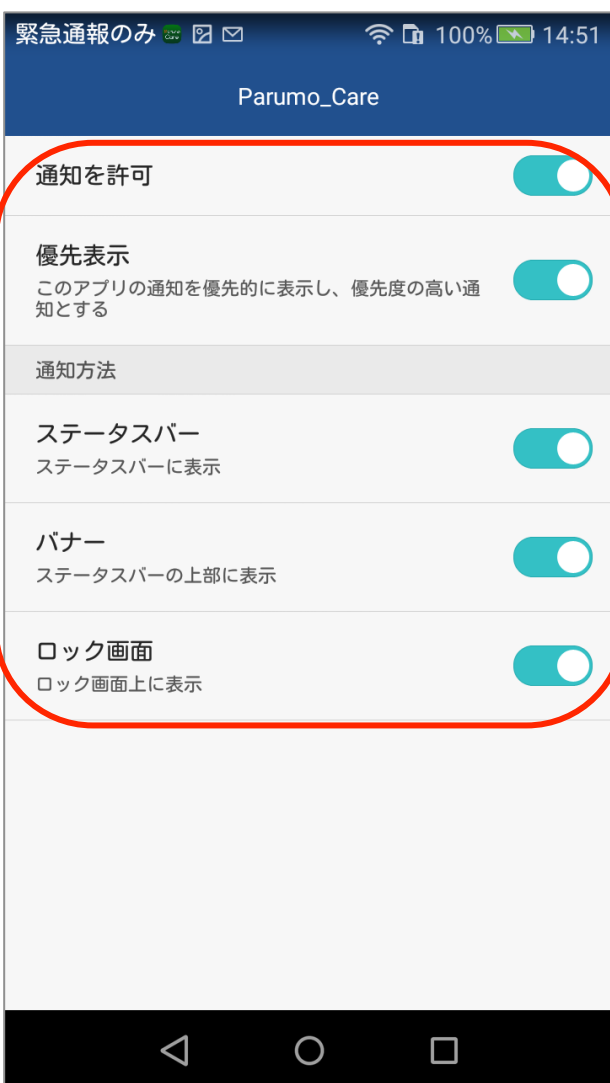 緊急通報のみ 100% 14:51
Parumo_Care
通知を許可
優先表示
このアプリの通知を優先的に表示し、優先度の高い通
知とする
通知方法
ステータスバー
ステータスバーに表示
バナー
ステータスバーの上部に表示
ロック画面
ロック画面上に表示